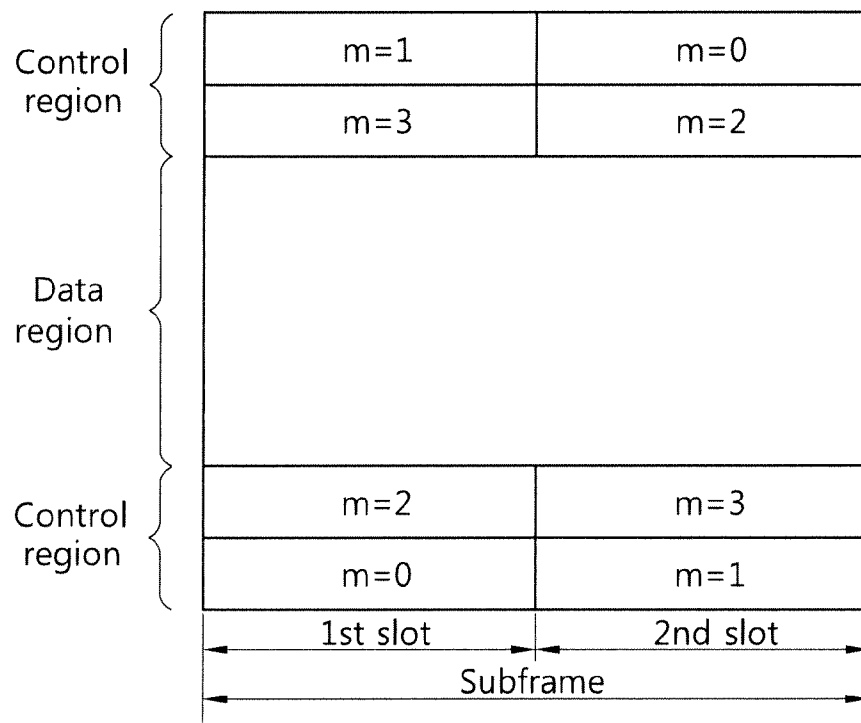 Control
region
m=1
m=0
m=3
m=2
Data
region
Control
region
m=2
m=3
m=0
m=1
1st slot
2nd slot
Subframe